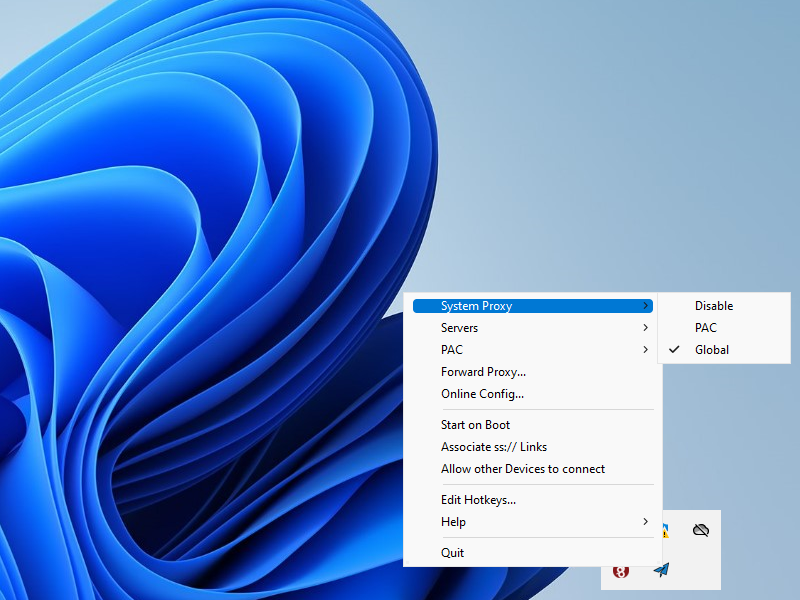 System Proxy
Servers
PAC
Forward Proxy...
Online Config...
Start on Boot
Associate ss:// Links
Allow other Devices to connect
Edit Hotkeys...
Help
Quit
Disable
PAC
Global